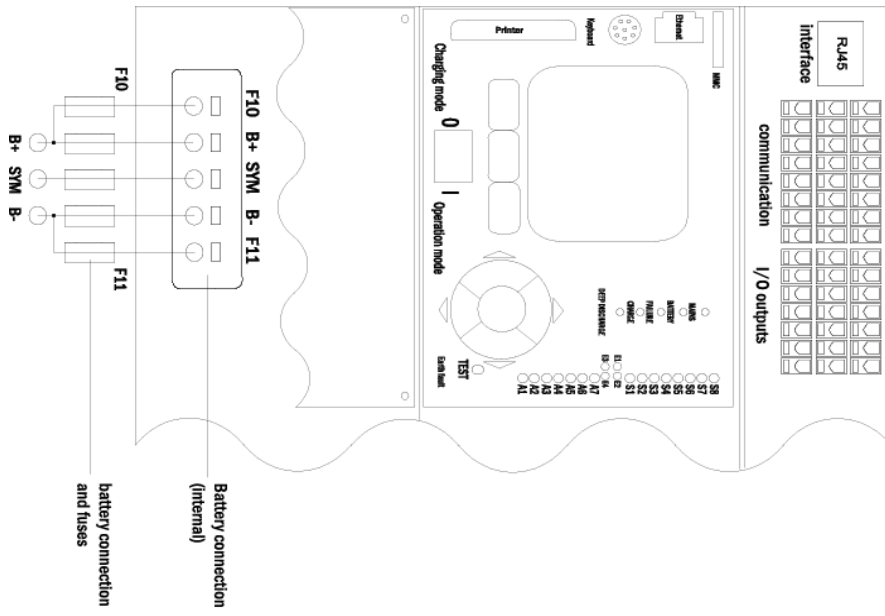 Printer
Keyboard
Ethernet
MMC
RJ45
interface
Charging mode
0
I
Operation mode
communication
I/O outputs
F10
B+
SYM
B-
F11
F10
B+
SYM
B-
F11
DEEP DISCHARGE
CHARGE
FAILURE
BATTERY
MAINS
Earth fault
TEST
E3
E1
E4
E2
A1
A2
A3
A4
A5
A6
A7
S1
S2
S3
S4
S5
S6
S7
S8
Battery connection
(internal)
battery connection
and fuses